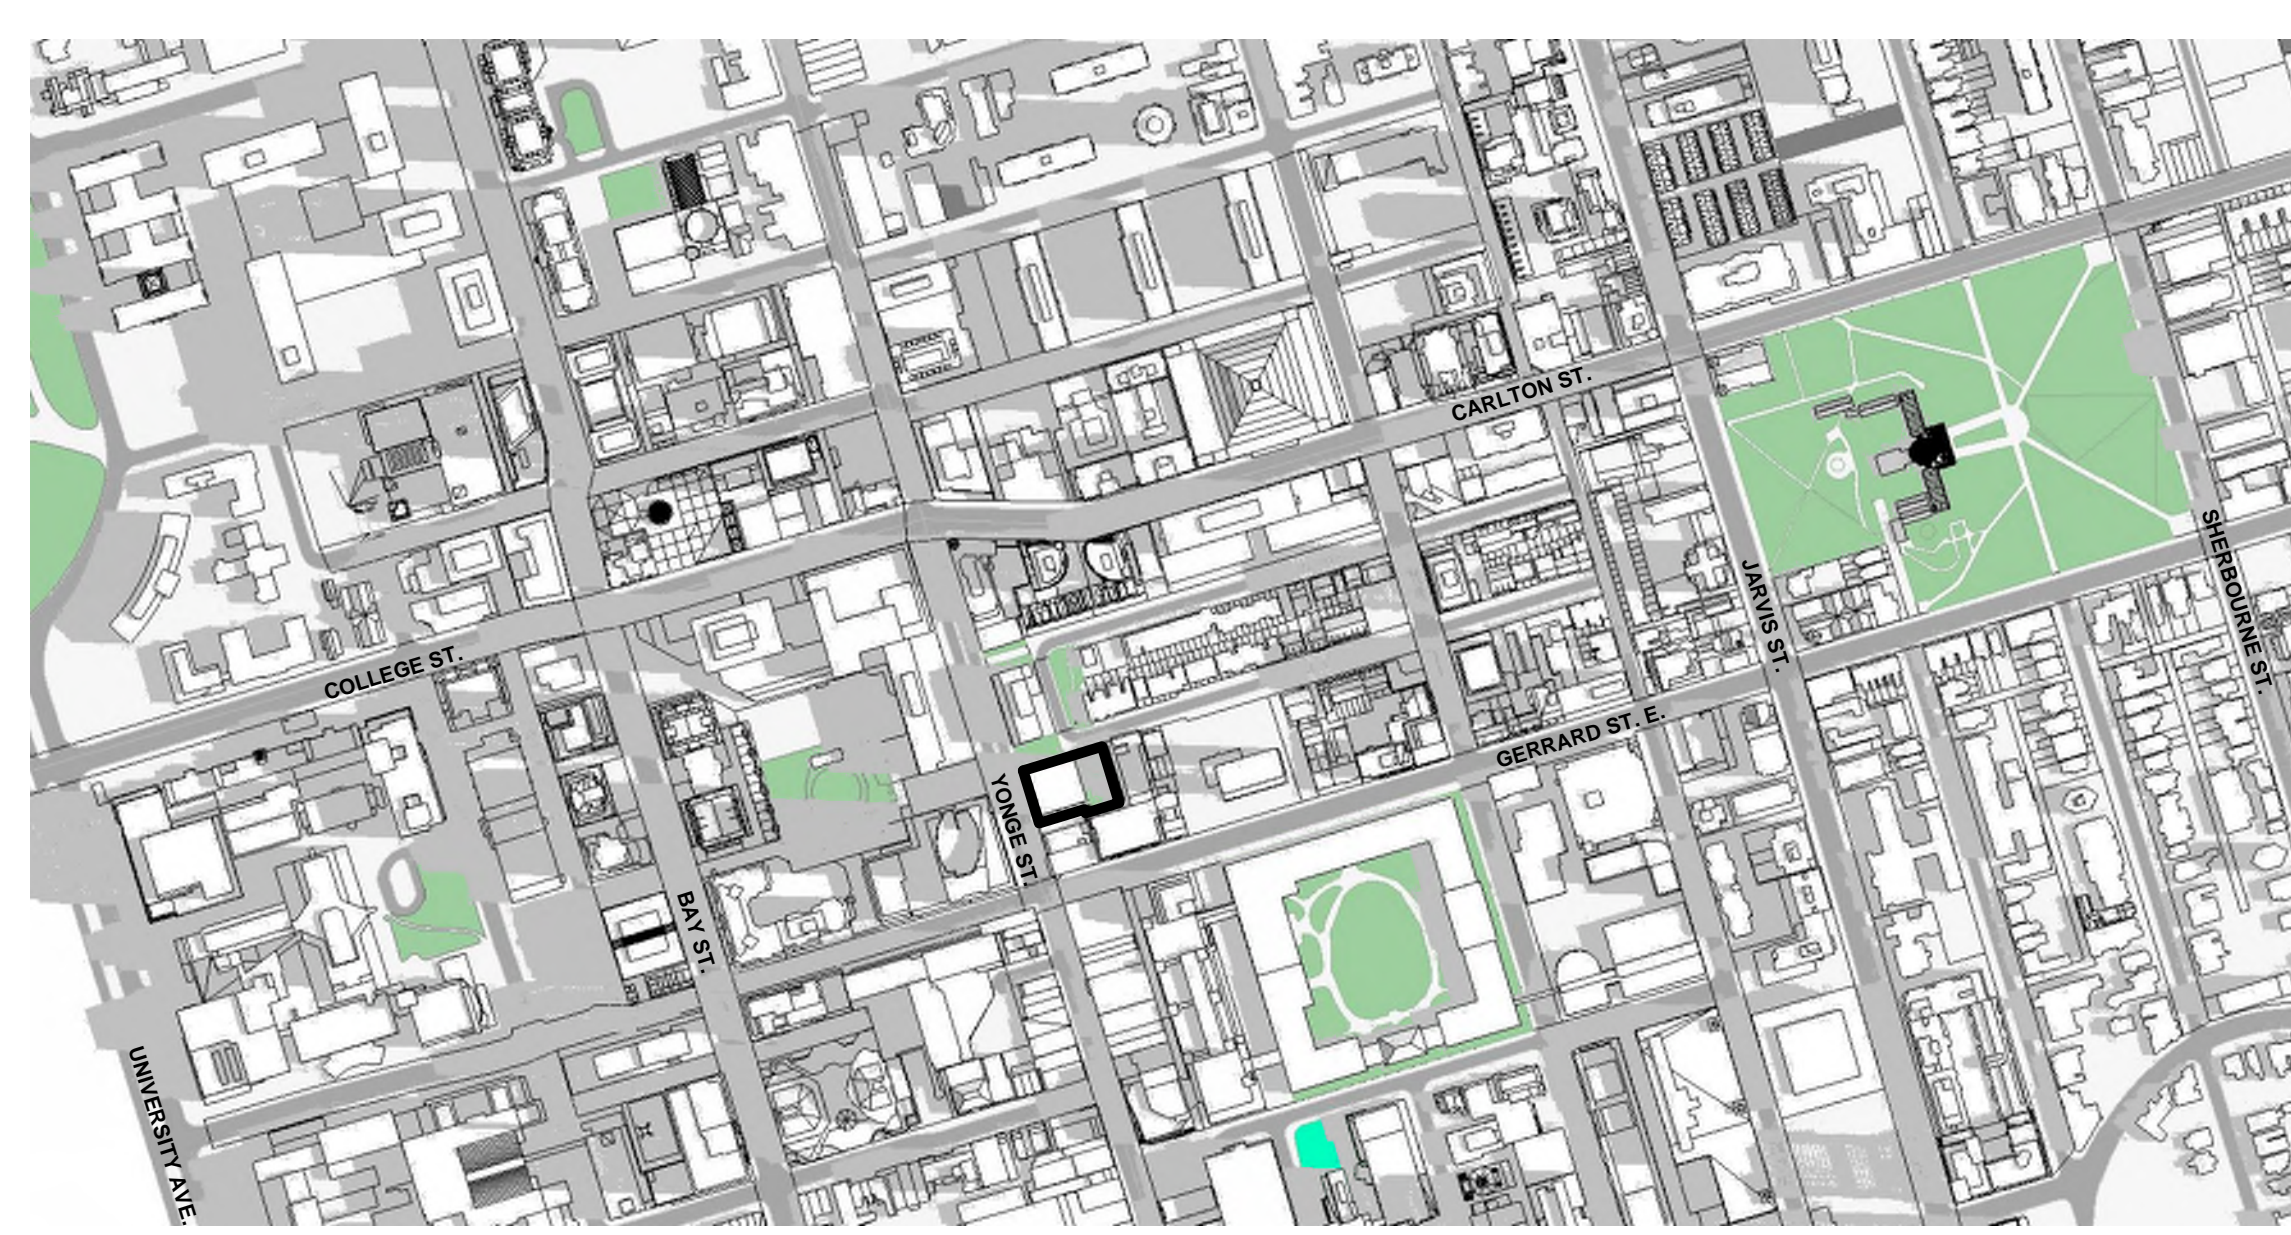 CARLTON ST.
COLLEGE ST.
GERRARD ST. E.
JARVIS ST.
SHERBOURNE ST.
YONGE ST.
BAY ST.
UNIVERSITY AVE.